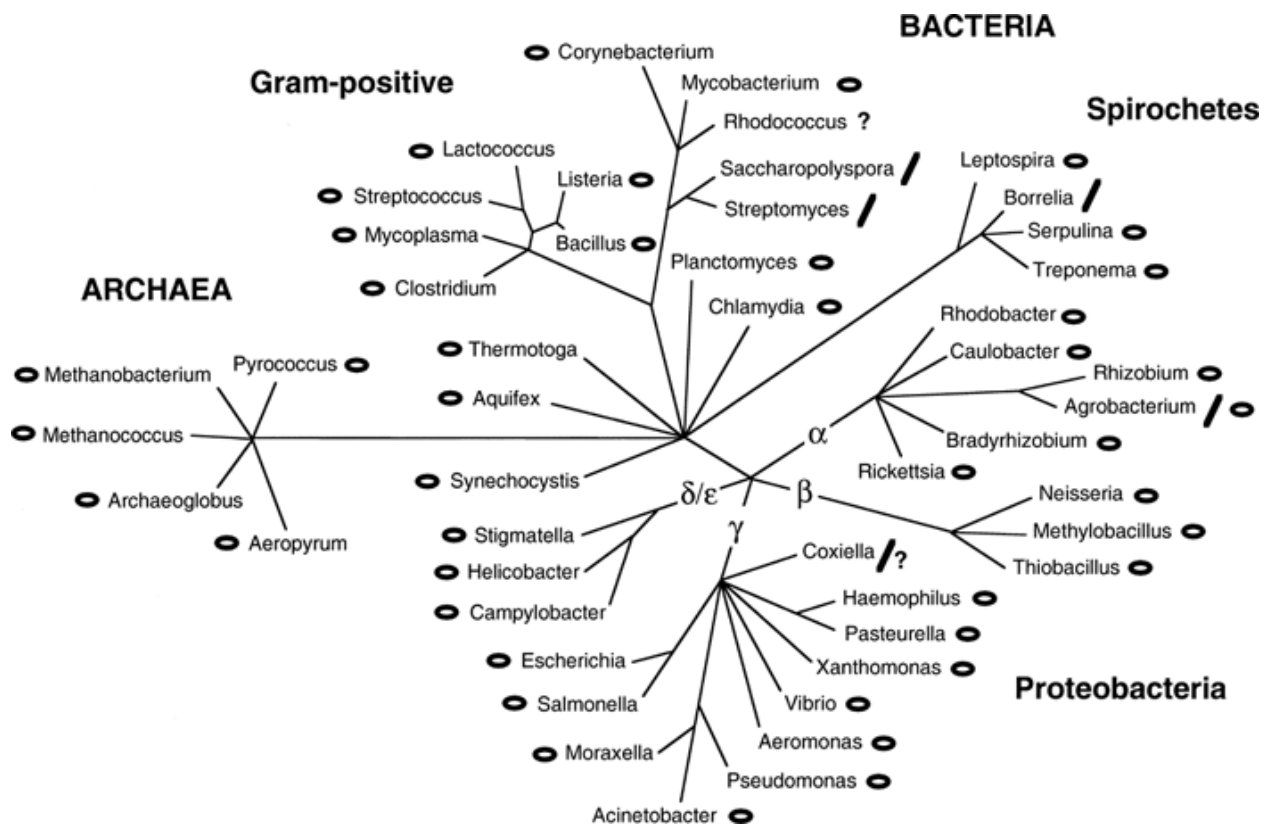 BACTERIA
Corynebacterium
Gram-positive
Mycobacterium
Spirochetes
Rhodococcus ?
Lactococcus
Leptospira
Saccharopolyspora
Listeria
Streptococcus
Borrelia
Streptomyces
Serpulina
Mycoplasma
Bacillus
Planctomyces
Treponema
Clostridium
ARCHAEA
Chlamydia
Rhodobacter
Thermotoga
Caulobacter
Pyrococcus
Methanobacterium
Rhizobium
Aquifex
Agrobacterium
Methanococcus
α
Bradyrhizobium
Rickettsia
Synechocystis
δ/ε
β
Neisseria
Archaeoglobus
γ
Stigmatella
Methylobacillus
Aeropyrum
Coxiella ?
Thiobacillus
Helicobacter
Haemophilus
Campylobacter
Pasteurella
Escherichia
Xanthomonas
Proteobacteria
Salmonella
Vibrio
Aeromonas
Moraxella
Pseudomonas
Acinetobacter